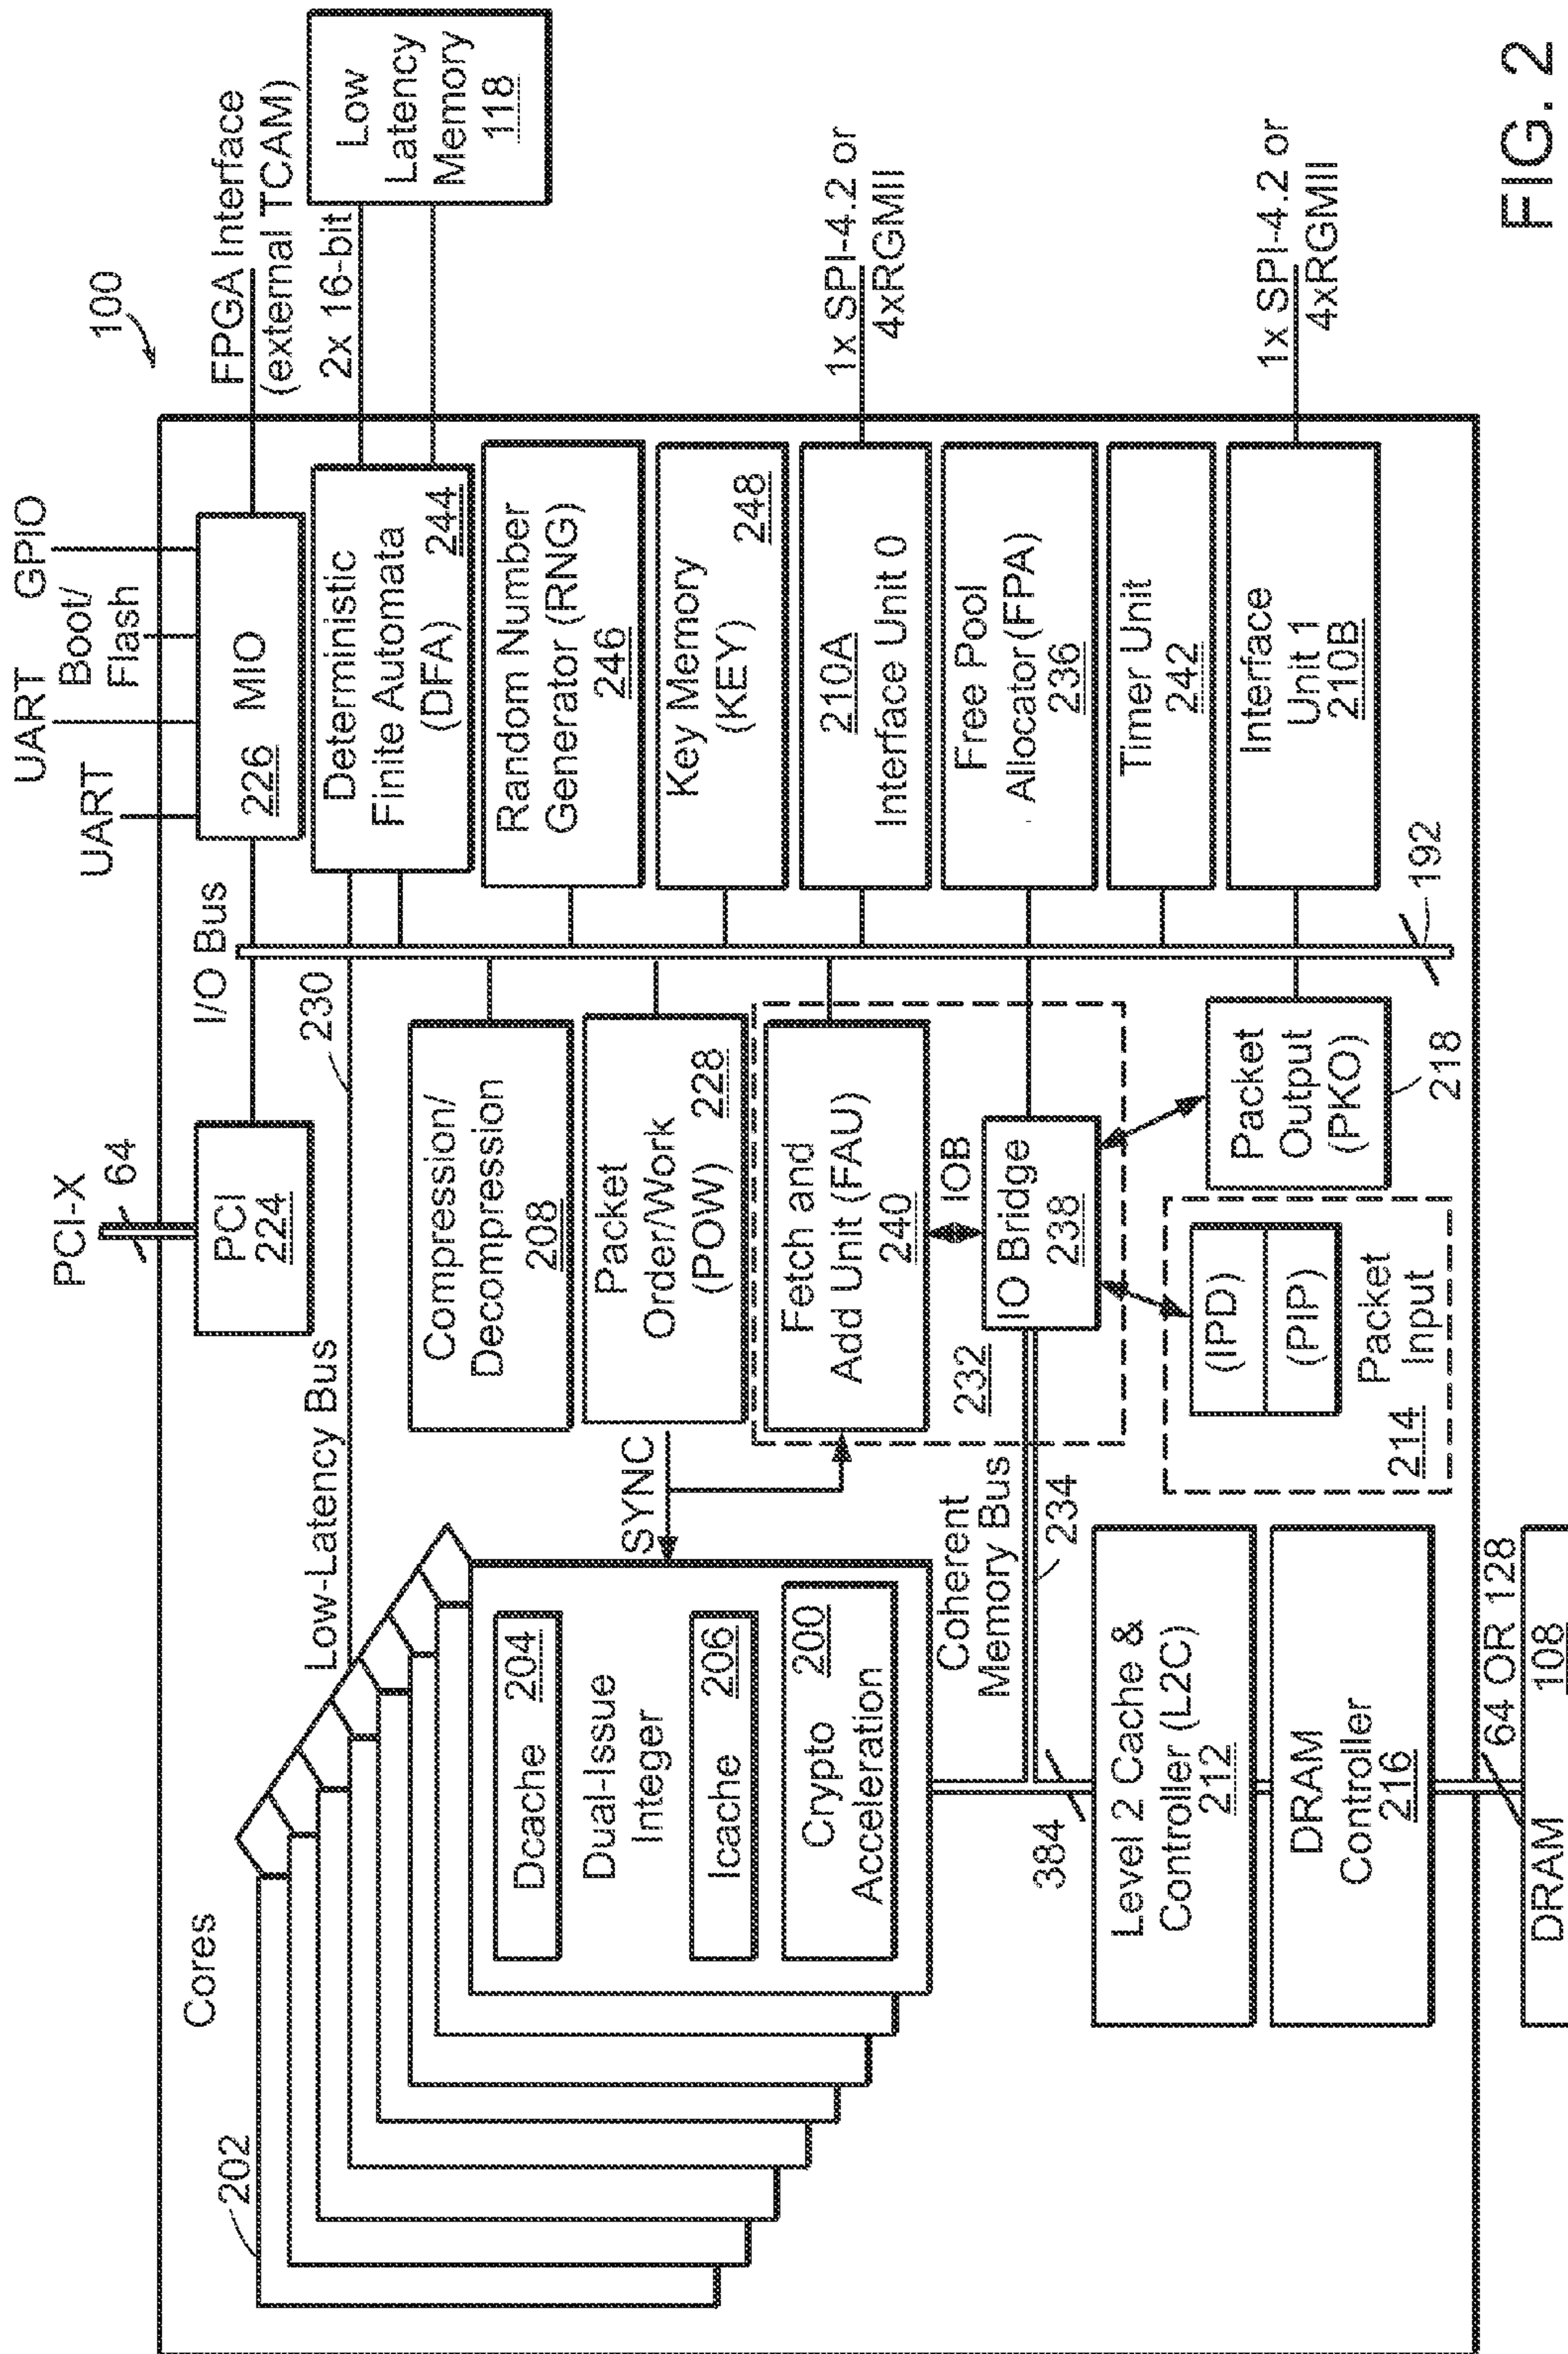 100
PCI-X
64
UART
UART
Boot/
Flash
GPIO
FPGA Interface
(external TCAM)
2x 16-bit
Low
Latency
Memory
118
Cores
202
PCI
224
I/O Bus
226 MIO
Low-Latency Bus
230
Deterministic
Finite Automata
(DFA) 244
Dcache 204
Dual-Issue
Integer
Icache 206
Crypto 200
Acceleration
SYNC
Compression/
Decompression
208
Packet
Order/Work
(POW) 228
Fetch and
Add Unit (FAU)
240
IOB
232
IO Bridge
238
Random Number
Generator (RNG)
246
Key Memory
(KEY) 248
210A
Interface Unit 0
1x SPI-4.2 or
4xRGMII
Free Pool
Allocator(FPA)
236
Timer Unit
242
Interface
Unit 1
210B
1x SPI-4.2 or
4xRGMII
Coherent
Memory Bus
234
384
Level 2 Cache &
Controller (L2C)
212
DRAM
Controller
216
(IPD)
(PIP)
Packet
Input
214
Packet
Output
(PKO)
218
192
64 OR 128
DRAM 108
FIG. 2